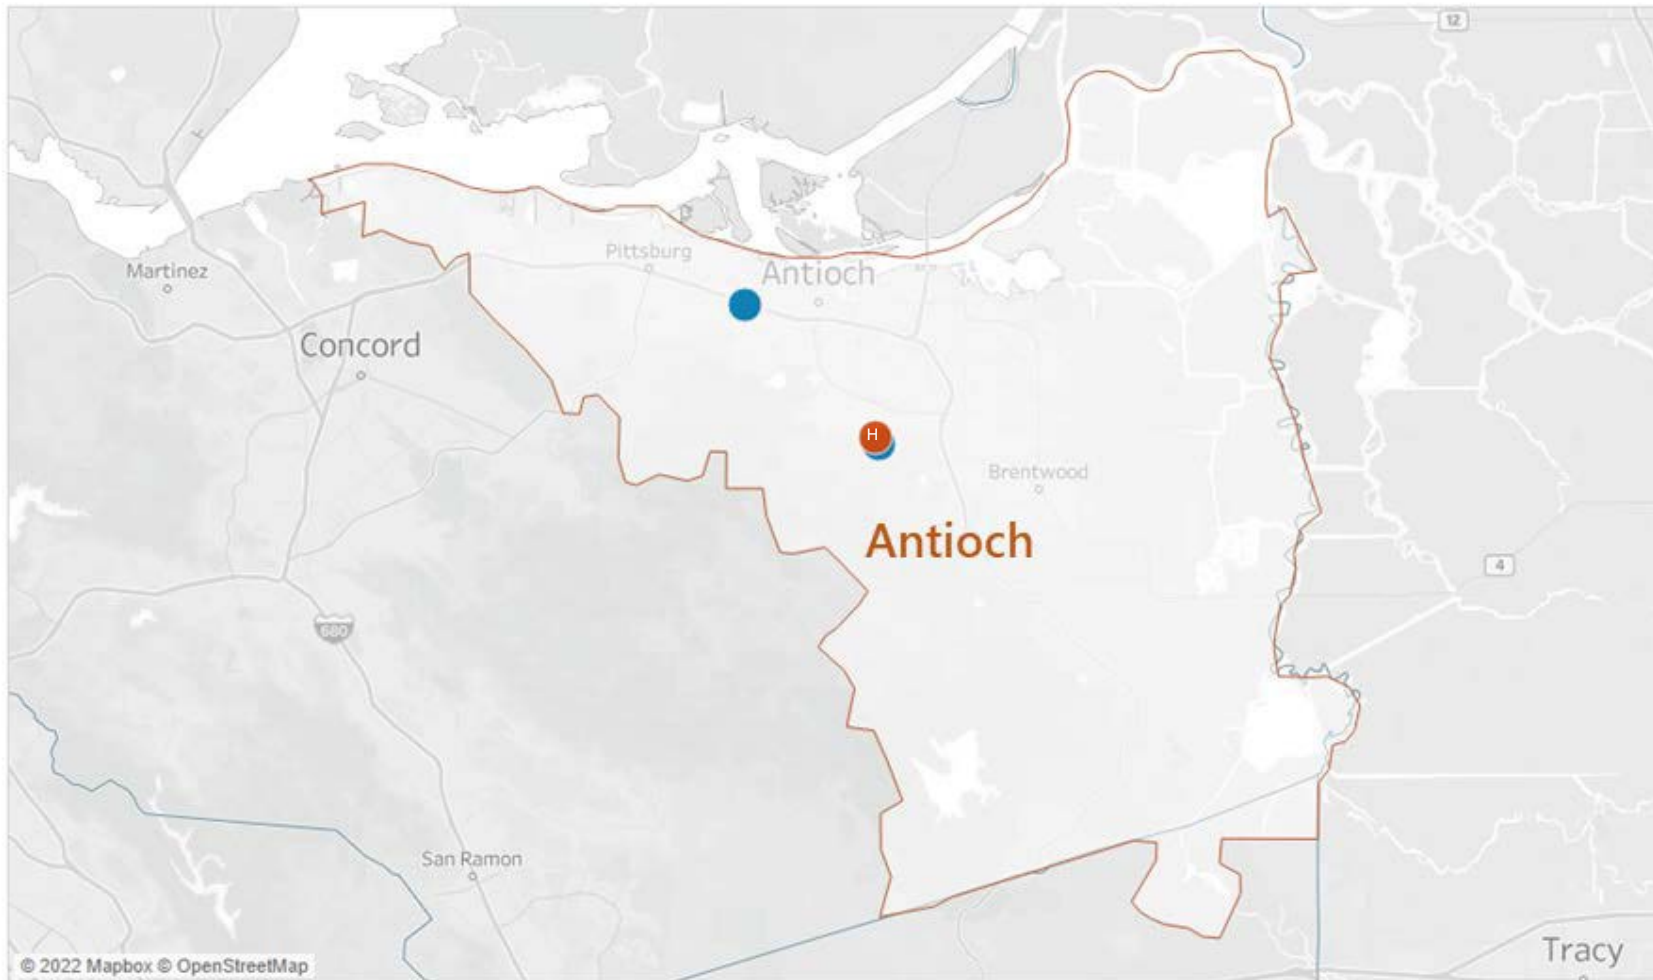 12
Pittsburg
Antioch
Martinez
Concord
H
Brentwood
Antioch
4
680
San Ramon
Tracy
© 2022 Mapbox © OpenStreetMap